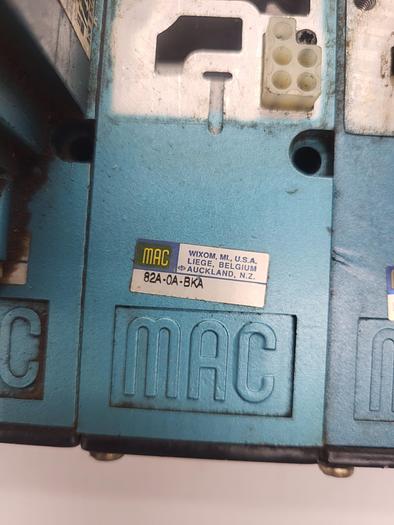 MAC
WIXOM, MI., U.S.A.
LIEGE, BELGIUM
AUCKLAND, N.Z.
82A-0A-BKA
C
MAC